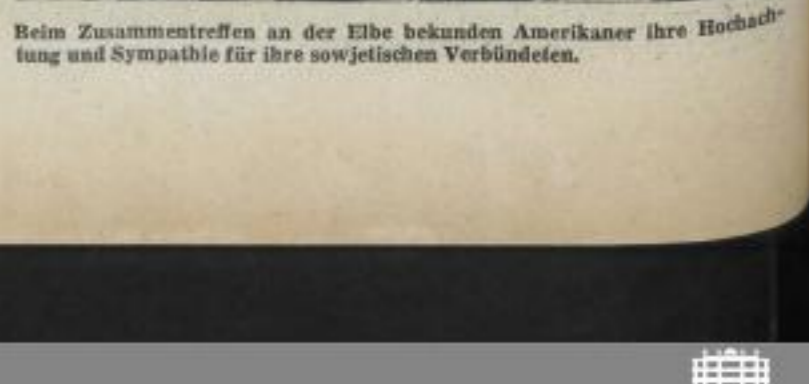 Beim Zusammentreffen an der Elbe bekunden Amerikaner ihre Hochach-
tung und Sympathie für ihre sowjetischen Verbündeten.